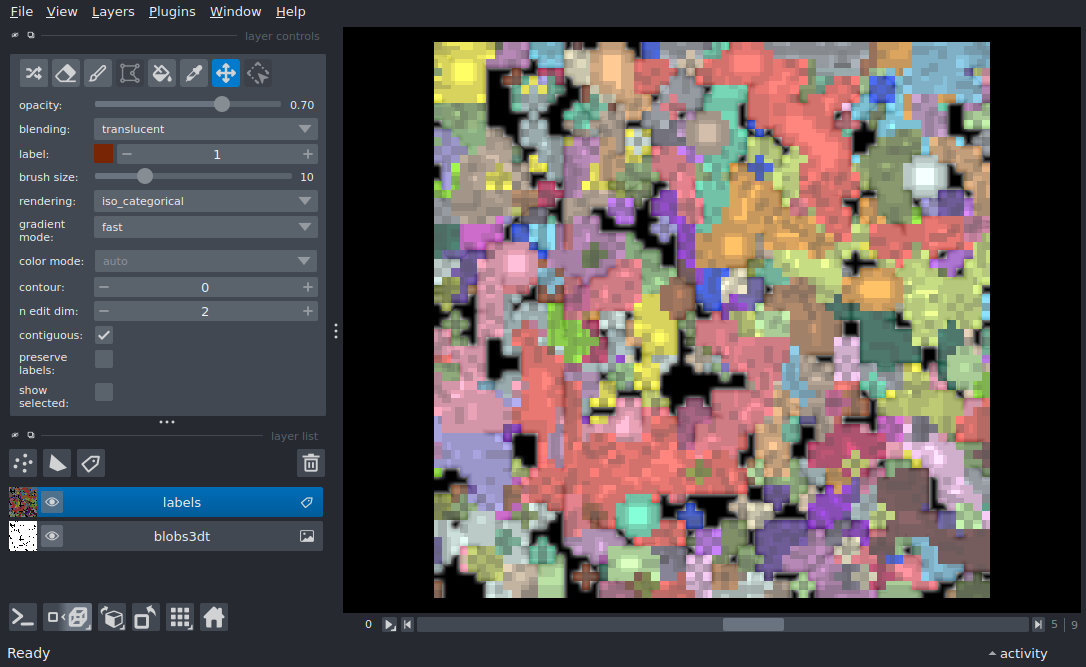 File View Layers Plugins Window Help
layer controls
opacity: 0.70
blending: translucent
label: 1
brush size: 10
rendering: iso_categorical
gradient
mode: fast
color mode: auto
contour: 0
n edit dim: 2
contiguous:
preserve
labels:
show
selected:
layer list
labels
blobs3dt
0 5 9
Ready activity